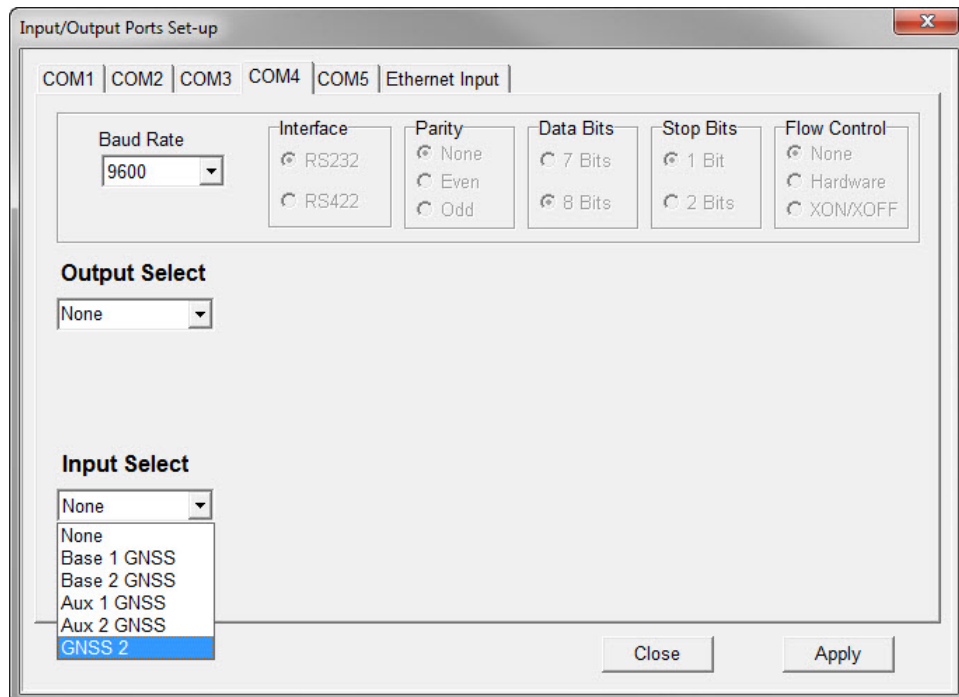 Input/Output Ports Set-up
COM1 COM2 COM3 COM4 COM5 Ethernet Input
Baud Rate
9600
Interface
RS232
RS422
Parity
None
Even
Odd
Data Bits
7 Bits
8 Bits
Stop Bits
1 Bit
2 Bits
Flow Control
None
Hardware
XON/XOFF
Output Select
None
Input Select
None
None
Base 1 GNSS
Base 2 GNSS
Aux 1 GNSS
Aux 2 GNSS
GNSS 2
Close Apply